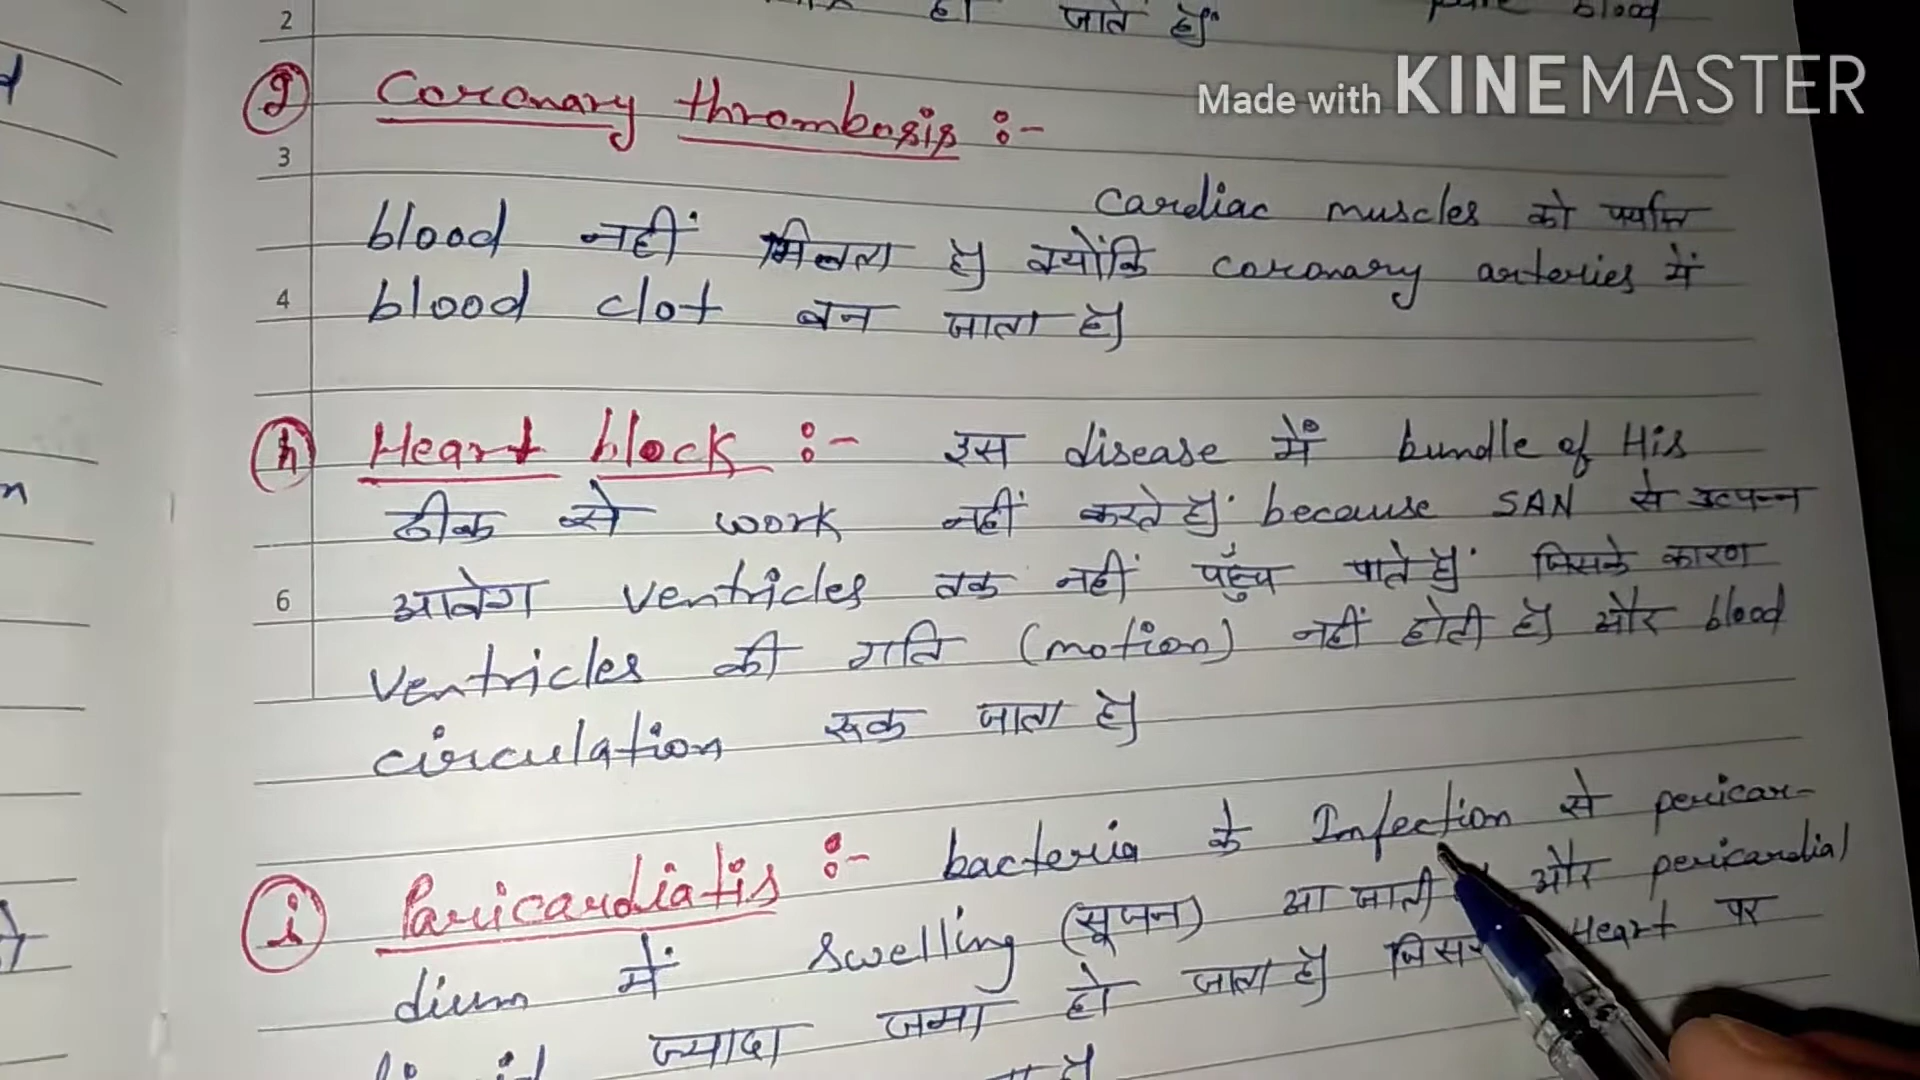 2
जाते हैं। pure blood
Made with KINEMASTER
g Coronary thrombosis :-
3
cardiac muscles को पर्याप्त
blood नहीं मिलता है। क्योंकि coronary arteries में
4
blood clot बन जाता है।
h Heart block :- इस disease में bundle of His
ठीक से work नहीं करते हैं। because SAN से उत्पन्न
6
आवेग ventricles तक नहीं पहुँच पाते हैं। जिसके कारण
ventricles की गति (motion) नहीं होती है। और blood
circulation रूक जाता है।
i Paricardiatis :- bacteria के Infection से pericar-
dium में swelling (सूजन) आ जाती और pericardial
ज्यादा जमा हो जाता है। Heart पर